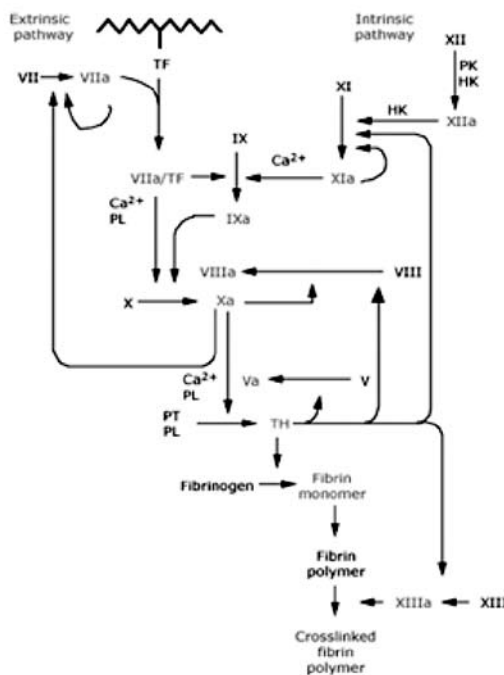 Extrinsic
pathway
Intrinsic
pathway
XII
TF
PK
HK
VII
VIIa
XI
HK
XIIa
IX
Ca2+
VIIa/TF
XIa
Ca2+
PL
IXa
VIIIa
VIII
X
Xa
Ca2+
PL
Va
V
PT
PL
TH
Fibrinogen
Fibrin
monomer
Fibrin
polymer
XIIIa
XIII
Crosslinked
fibrin
polymer